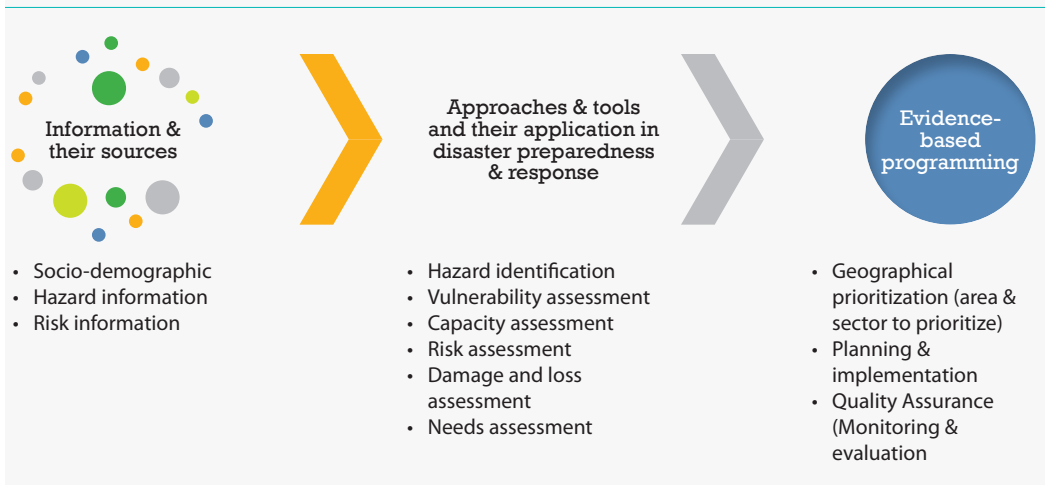 Information &
their sources
Approaches & tools
and their application in
disaster preparedness
& response
Evidence-
based
programming
• Socio-demographic
• Hazard information
• Risk information
• Hazard identification
• Vulnerability assessment
• Capacity assessment
• Risk assessment
• Damage and loss
assessment
• Needs assessment
• Geographical
prioritization (area &
sector to prioritize)
• Planning &
implementation
• Quality Assurance
(Monitoring &
evaluation